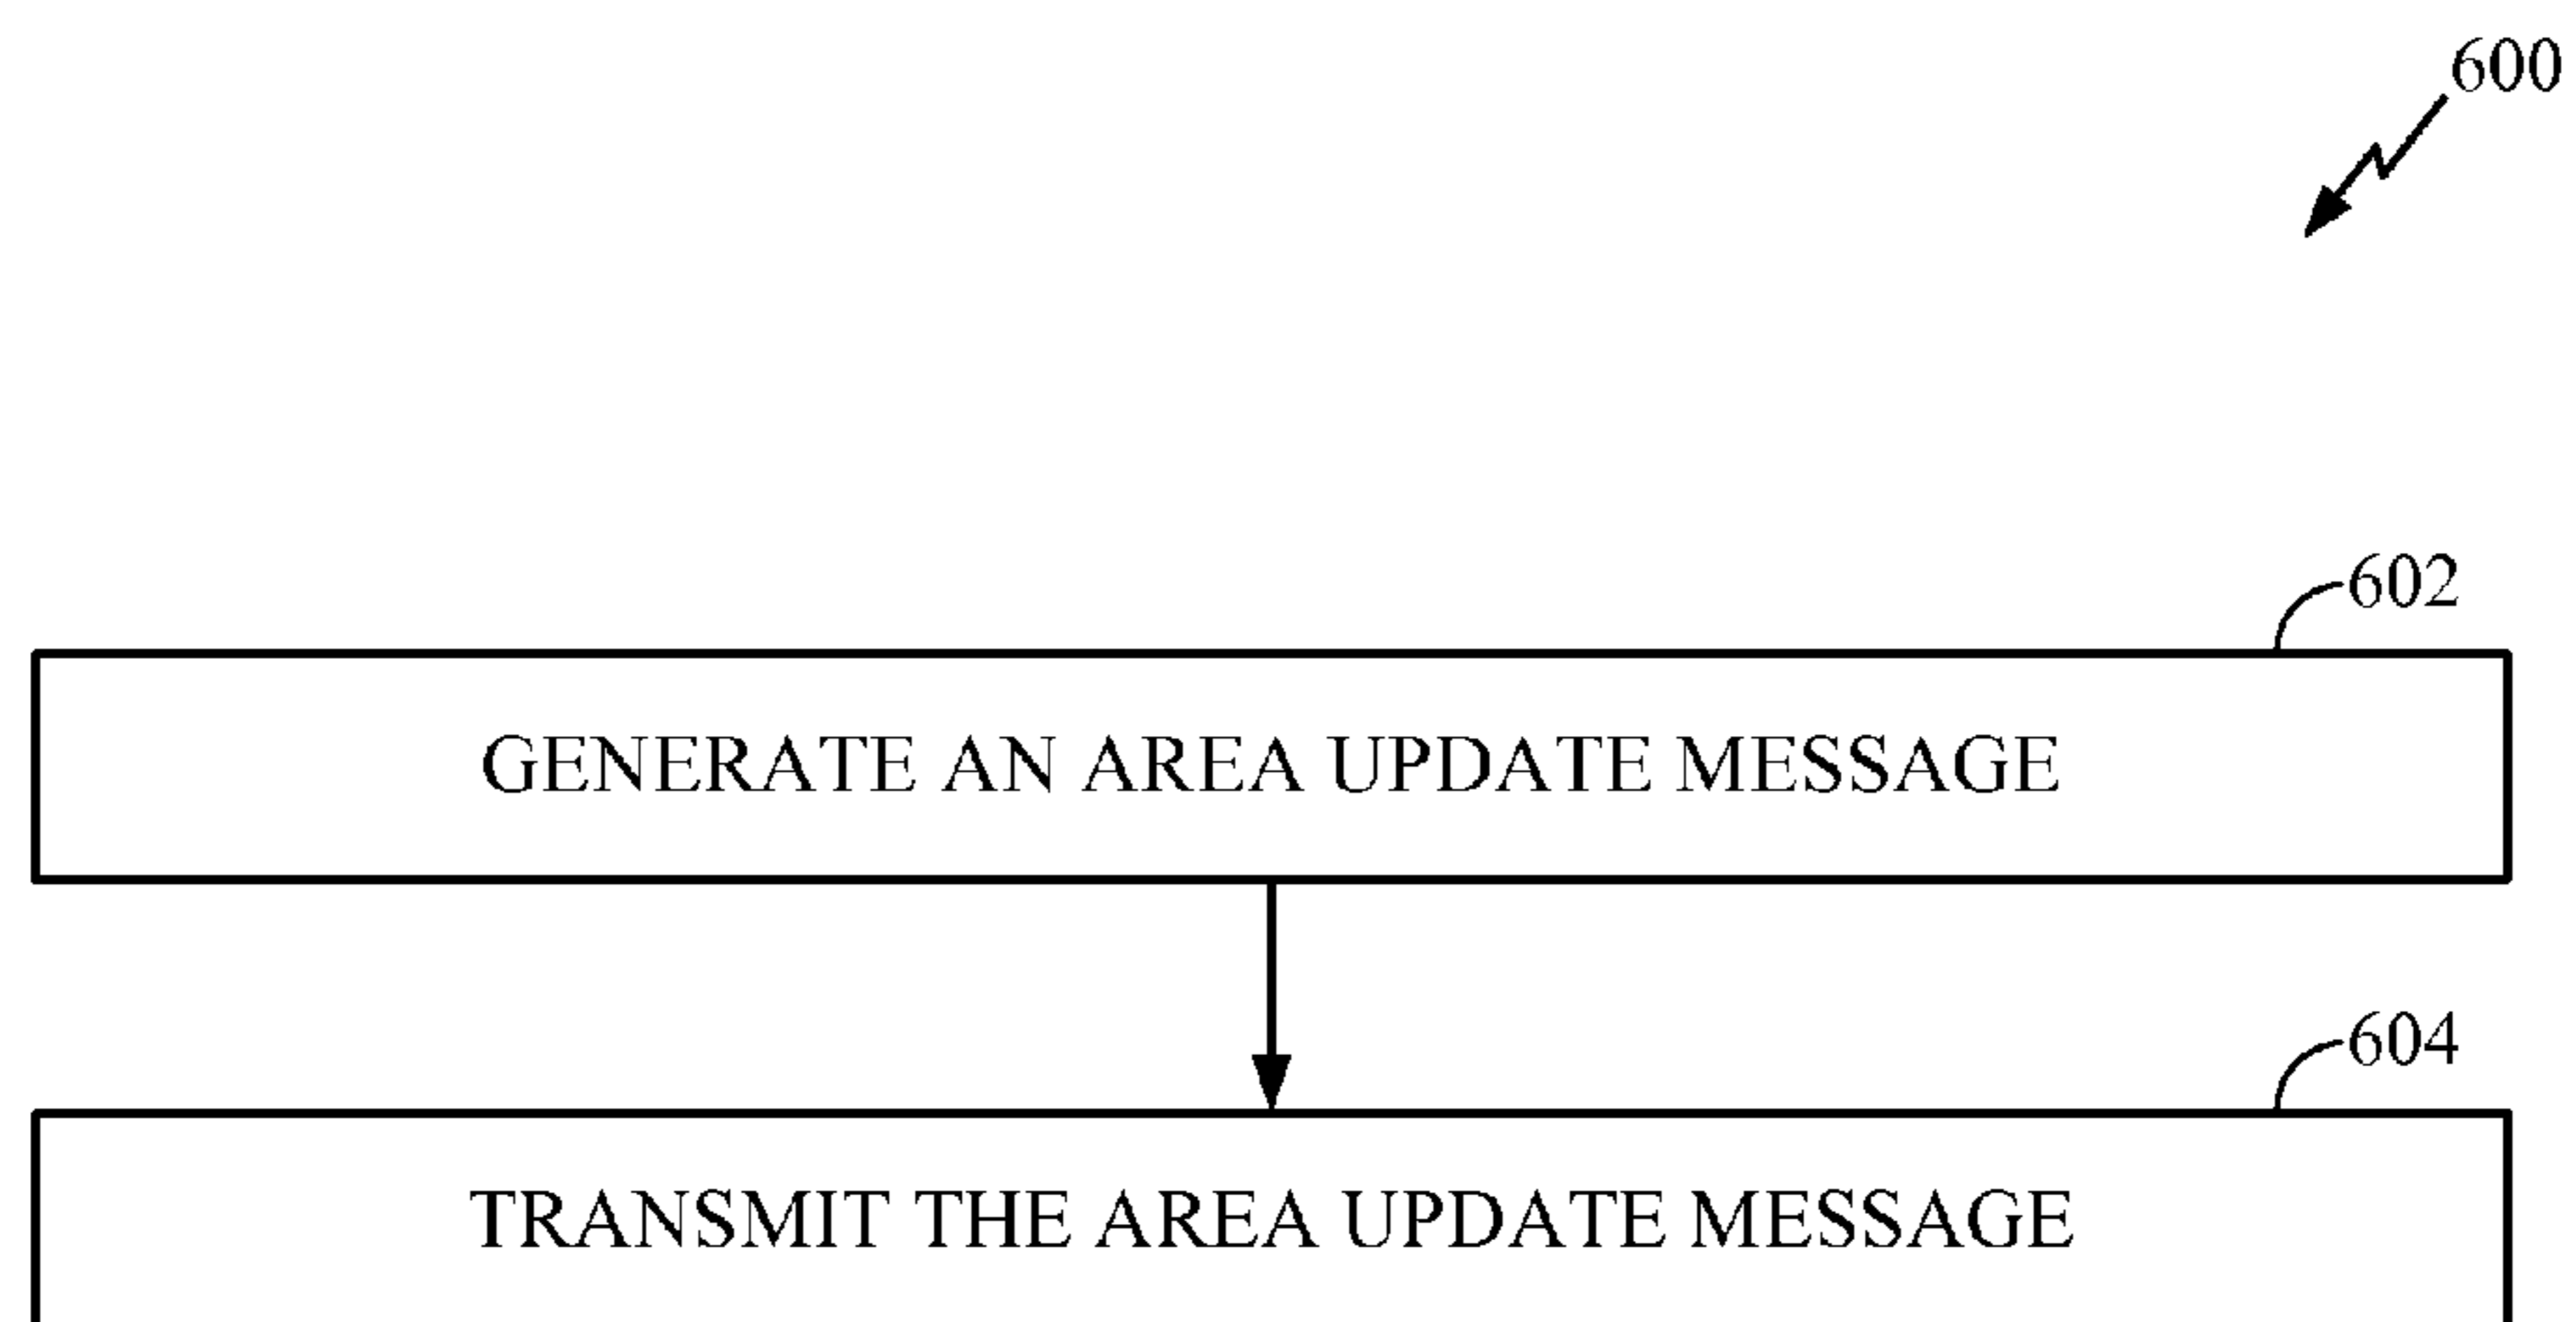 600
602
GENERATE AN AREA UPDATE MESSAGE
604
TRANSMIT THE AREA UPDATE MESSAGE